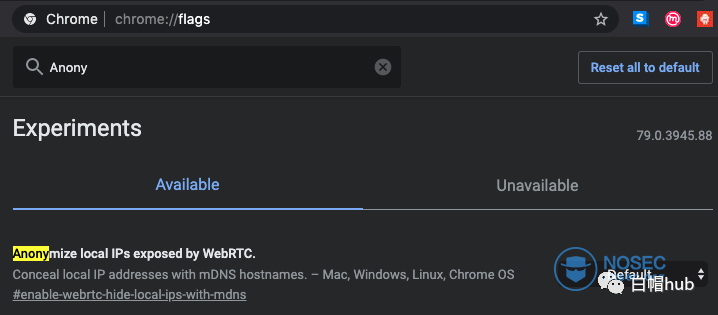 Chrome | chrome://flags
Anony
Reset all to default
Experiments
79.0.3945.88
Available
Unavailable
Anonymize local IPs exposed by WebRTC.
Conceal local IP addresses with mDNS hostnames. – Mac, Windows, Linux, Chrome OS
#enable-webrtc-hide-local-ips-with-mdns
NOSEC
Default
白帽hub